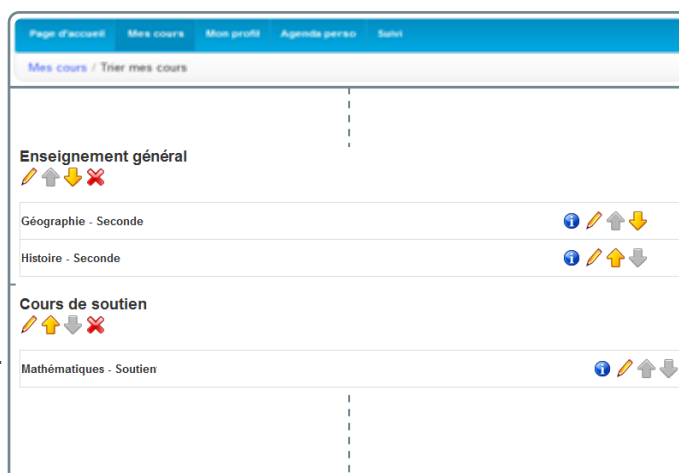 Page d'accueil Mes cours Mon profil Agenda perso Suivi
Mes cours / Trier mes cours
Enseignement général
Géographie - Seconde
Histoire - Seconde
Cours de soutien
Mathématiques - Soutien